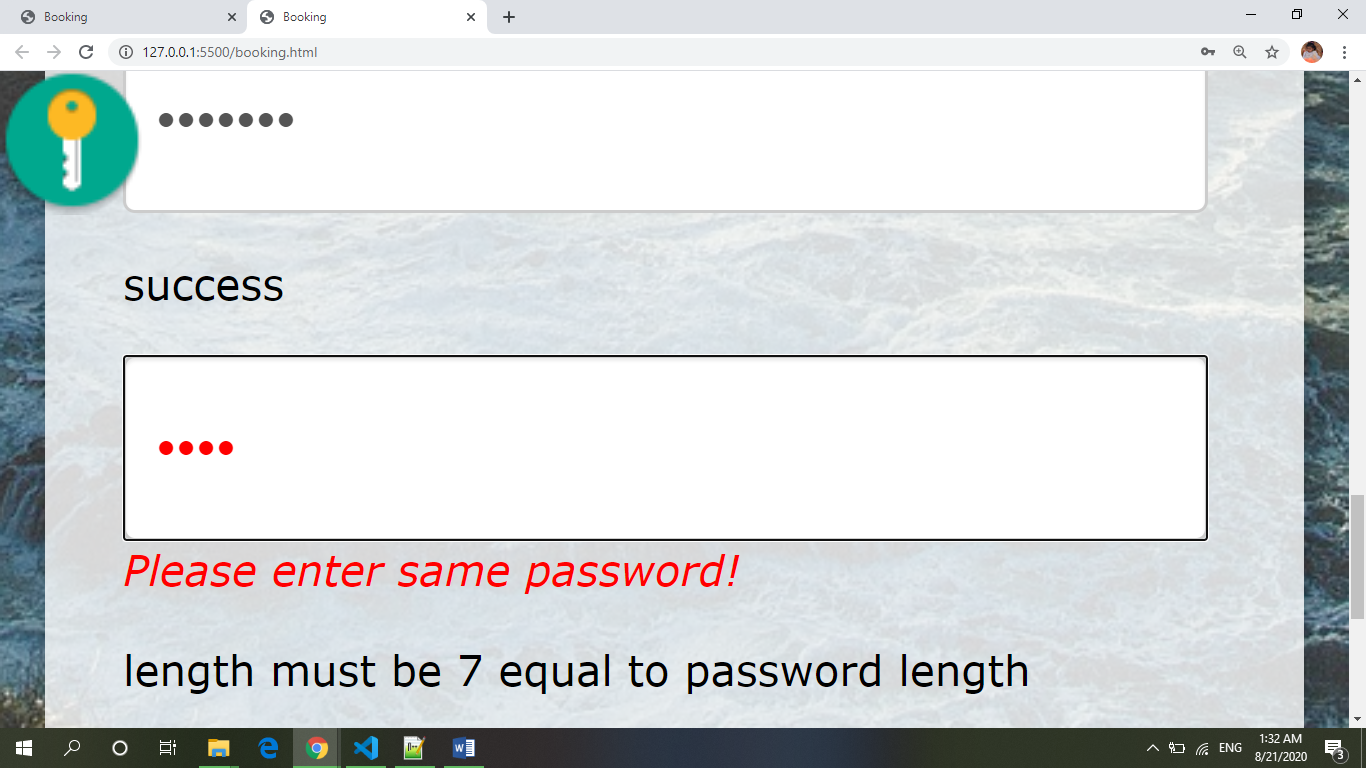 Booking
Booking
127.0.0.1:5500/booking.html
•••••••
success
••••
Please enter same password!
length must be 7 equal to password length
ENG
1:32 AM
8/21/2020
3